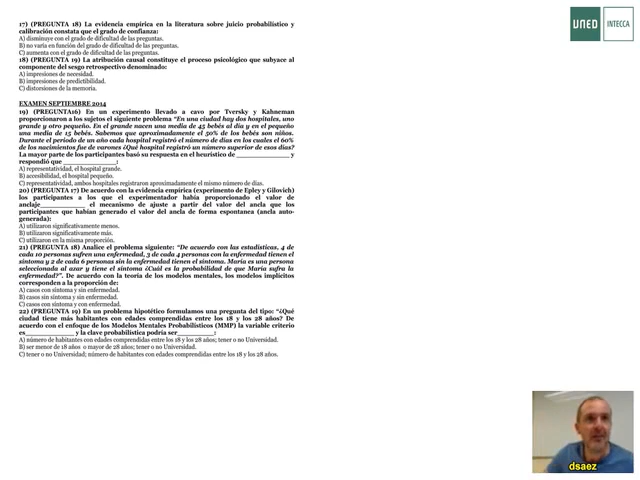 17) (PREGUNTA 18) La evidencia empírica en la literatura sobre juicio probabilístico y
calibración constata que el grado de confianza:
A) disminuye con el grado de dificultad de las preguntas.
B) no varía en función del grado de dificultad de las preguntas.
C) aumenta con el grado de dificultad de las preguntas.
18) (PREGUNTA 19) La atribución causal constituye el proceso psicológico que subyace al
componente del sesgo retrospectivo denominado:
A) impresiones de necesidad.
B) impresiones de predictibilidad.
C) distorsiones de la memoria.
EXAMEN SEPTIEMBRE 2014
19) (PREGUNTA16) En un experimento llevado a cavo por Tversky y Kahneman
proporcionaron a los sujetos el siguiente problema "En una ciudad hay dos hospitales, uno
grande y otro pequeño. En el grande nacen una media de 45 bebés al día y en el pequeño
una media de 15 bebés. Sabemos que aproximadamente el 50% de los bebés son niños.
Durante el período de un año cada hospital registró el número de días en los cuales el 60%
de los nacimientos fue de varones ¿Qué hospital registró un número superior de esos días?
La mayor parte de los participantes basó su respuesta en el heurístico de ____________ y
respondió que ____________:
A) representatividad, el hospital grande.
B) accesibilidad, el hospital pequeño.
C) representatividad, ambos hospitales registraron aproximadamente el mismo número de días.
20) (PREGUNTA 17) De acuerdo con la evidencia empírica (experimento de Epley y Gilovich)
los participantes a los que el experimentador había proporcionado el valor de
anclaje__________ el mecanismo de ajuste a partir del valor del ancla que los
participantes que habían generado el valor del ancla de forma espontanea (ancla auto-
generada):
A) utilizaron significativamente menos.
B) utilizaron significativamente más.
C) utilizaron en la misma proporción.
21) (PREGUNTA 18) Analice el problema siguiente: "De acuerdo con las estadísticas, 4 de
cada 10 personas sufren una enfermedad, 3 de cada 4 personas con la enfermedad tienen el
síntoma y 2 de cada 6 personas sin la enfermedad tienen el síntoma. María es una persona
seleccionada al azar y tiene el síntoma ¿Cuál es la probabilidad de que María sufra la
enfermedad?". De acuerdo con la teoría de los modelos mentales, los modelos implícitos
corresponden a la proporción de:
A) casos con síntoma y sin enfermedad.
B) casos sin síntoma y sin enfermedad.
C) casos con síntoma y con enfermedad.
22) (PREGUNTA 19) En un problema hipotético formulamos una pregunta del tipo: "¿Qué
ciudad tiene más habitantes con edades comprendidas entre los 18 y los 28 años? De
acuerdo con el enfoque de los Modelos Mentales Probabilísticos (MMP) la variable criterio
es____________ y la clave probabilística podría ser_________:
A) número de habitantes con edades comprendidas entre los 18 y los 28 años; tener o no Universidad.
B) ser menor de 18 años o mayor de 28 años; tener o no Universidad.
C) tener o no Universidad; número de habitantes con edades comprendidas entre los 18 y los 28 años.
UNED
INTECCA
dsaez